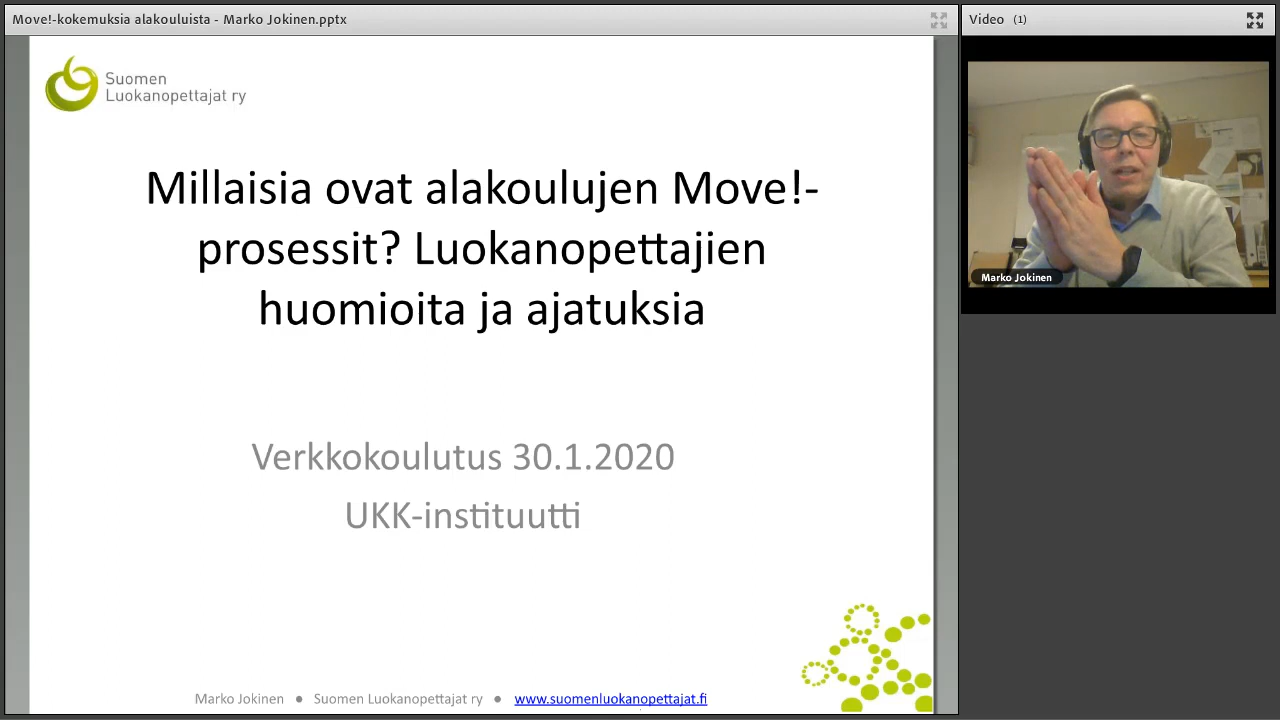 Move!-kokemuksia alakouluista - Marko Jokinen.pptx
Video (1)
Suomen
Luokanopettajat ry
Millaisia ovat alakoulujen Move!-
prosessit? Luokanopettajien
huomioita ja ajatuksia
Verkkokoulutus 30.1.2020
UKK-instituutti
Marko Jokinen ● Suomen Luokanopettajat ry ● www.suomenluokanopettajat.fi
Marko Jokinen